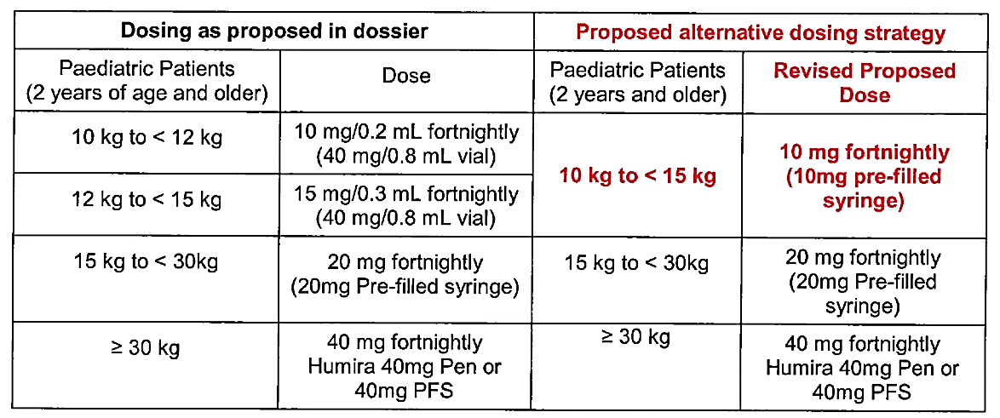 Dosing as proposed in dossier
Proposed alternative dosing strategy
Paediatric Patients
(2 years of age and older)
Dose
Paediatric Patients
(2 years and older)
Revised Proposed
Dose
10 kg to < 12 kg
10 mg/0.2 mL fortnightly
(40 mg/0.8 mL vial)
10 kg to < 15 kg
10 mg fortnightly
(10mg pre-filled
syringe)
12 kg to < 15 kg
15 mg/0.3 mL fortnightly
(40 mg/0.8 mL vial)
15 kg to < 30kg
20 mg fortnightly
(20mg Pre-filled syringe)
15 kg to < 30kg
20 mg fortnightly
(20mg Pre-filled
syringe)
≥ 30 kg
40 mg fortnightly
Humira 40mg Pen or
40mg PFS
≥ 30 kg
40 mg fortnightly
Humira 40mg Pen or
40mg PFS